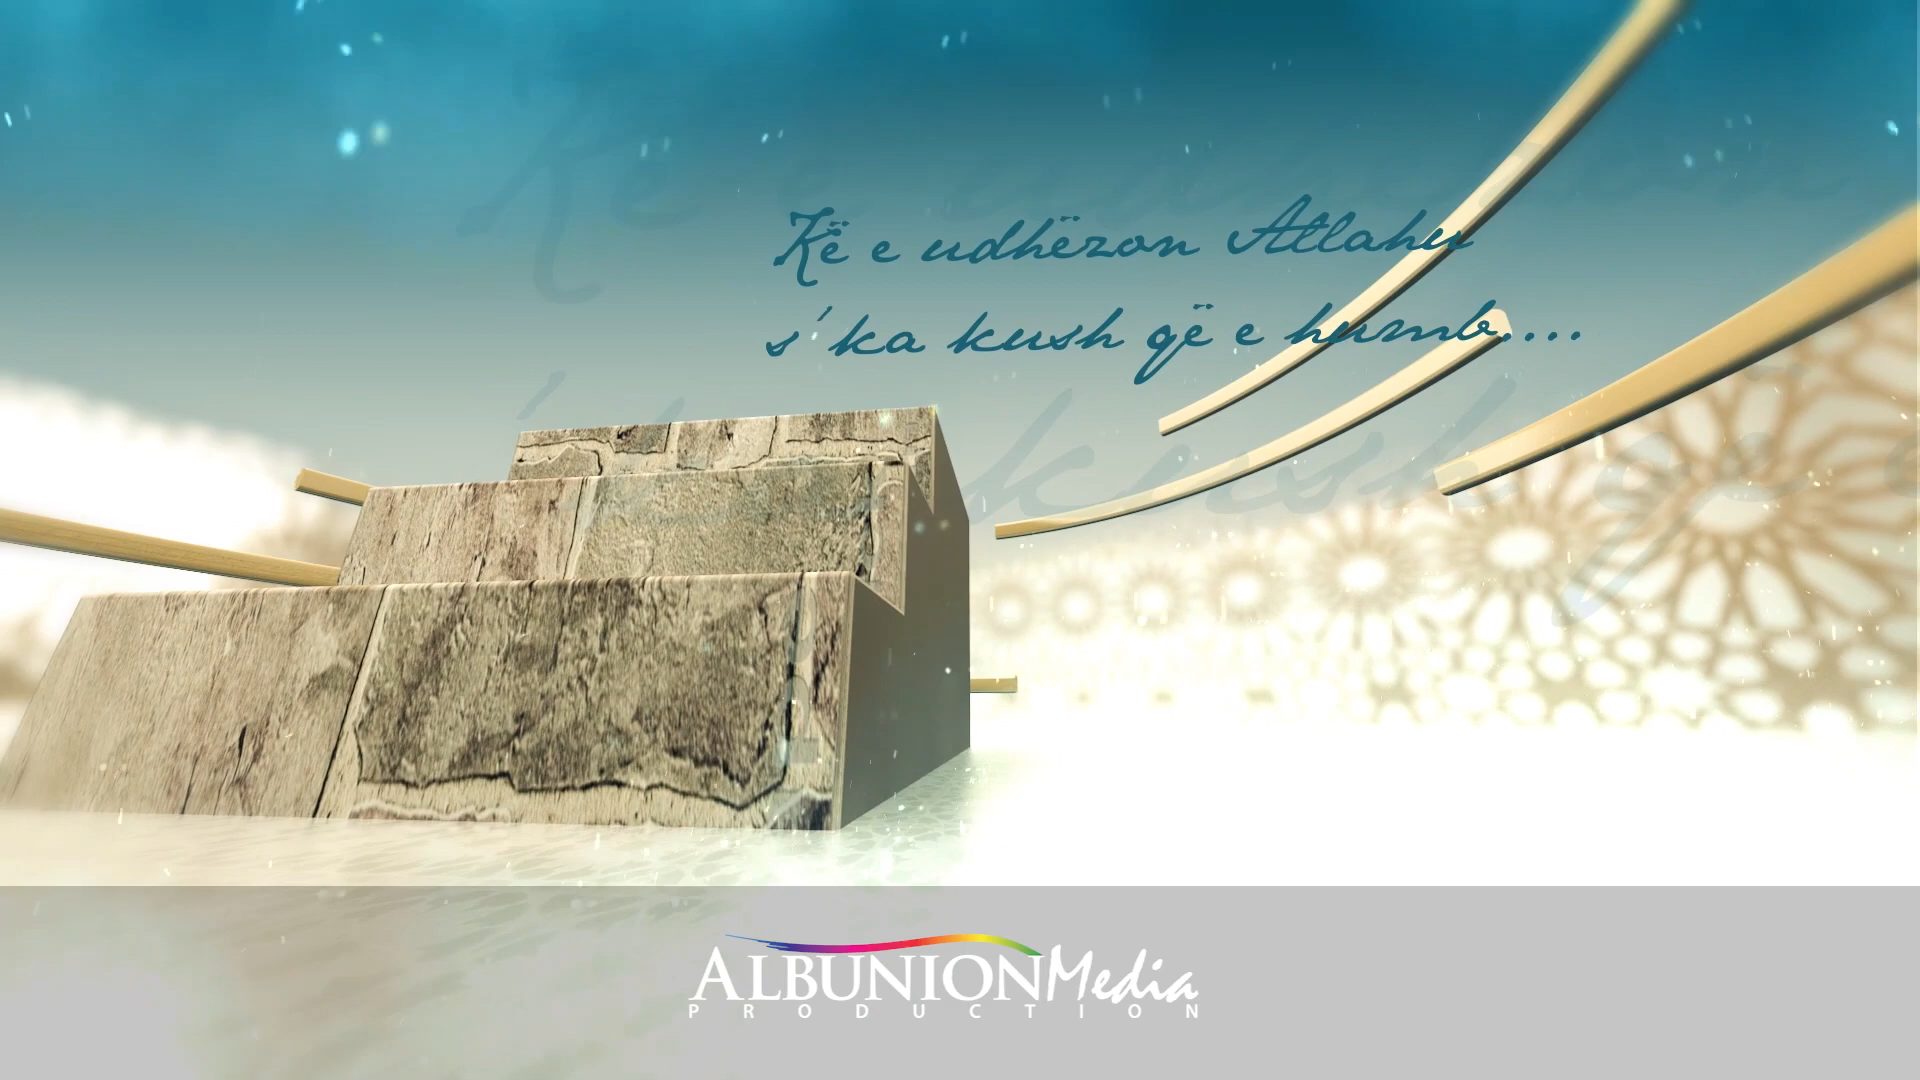 Kë e udhëzon Allahu
s'ka kush që e humb....
ALBUNIONMedia
PRODUCTION